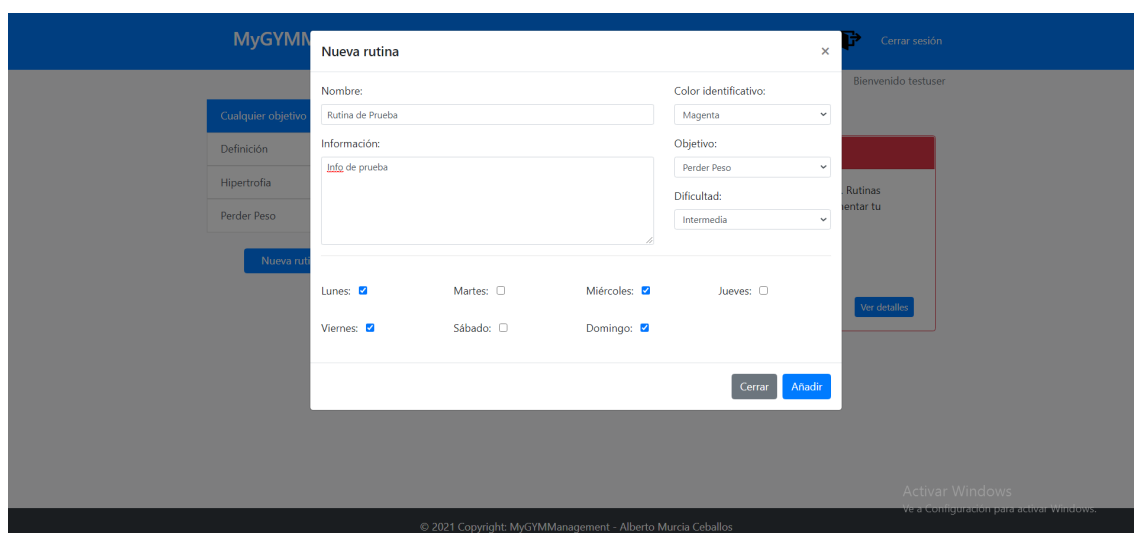 MyGYMM
Cerrar sesión
Bienvenido testuser
Nueva rutina ×
Nombre:
Rutina de Prueba
Color identificativo:
Magenta
Información:
Info de prueba
Objetivo:
Perder Peso
Dificultad:
Intermedia
Lunes: Martes: Miércoles: Jueves:
Viernes: Sábado: Domingo:
Cerrar Añadir
Cualquier objetivo
Definición
Hipertrofia
Perder Peso
Nueva ruti
Rutinas
entar tu
Ver detalles
Activar Windows
Ve a Configuración para activar Windows.
© 2021 Copyright: MyGYMManagement - Alberto Murcia Ceballos